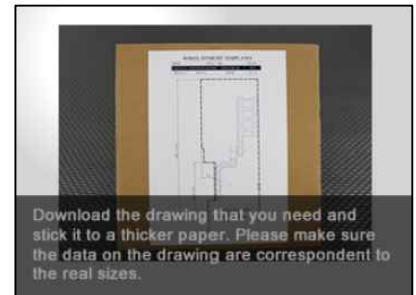 Download the drawing that you need and
stick it to a thicker paper. Please make sure
the data on the drawing are correspondent to
the real sizes.